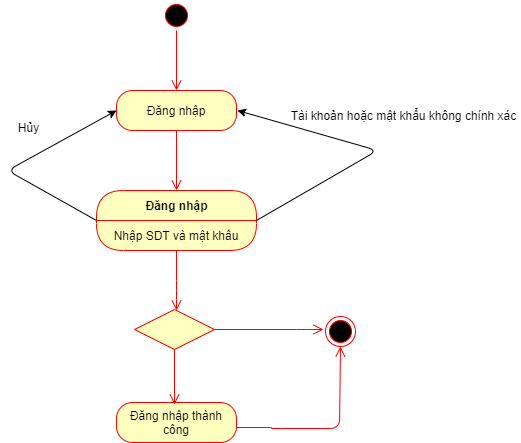 Đăng nhập
Tài khoản hoặc mật khẩu không chính xác
Hủy
Đăng nhập
Nhập SDT và mật khẩu
Đăng nhập thành
công